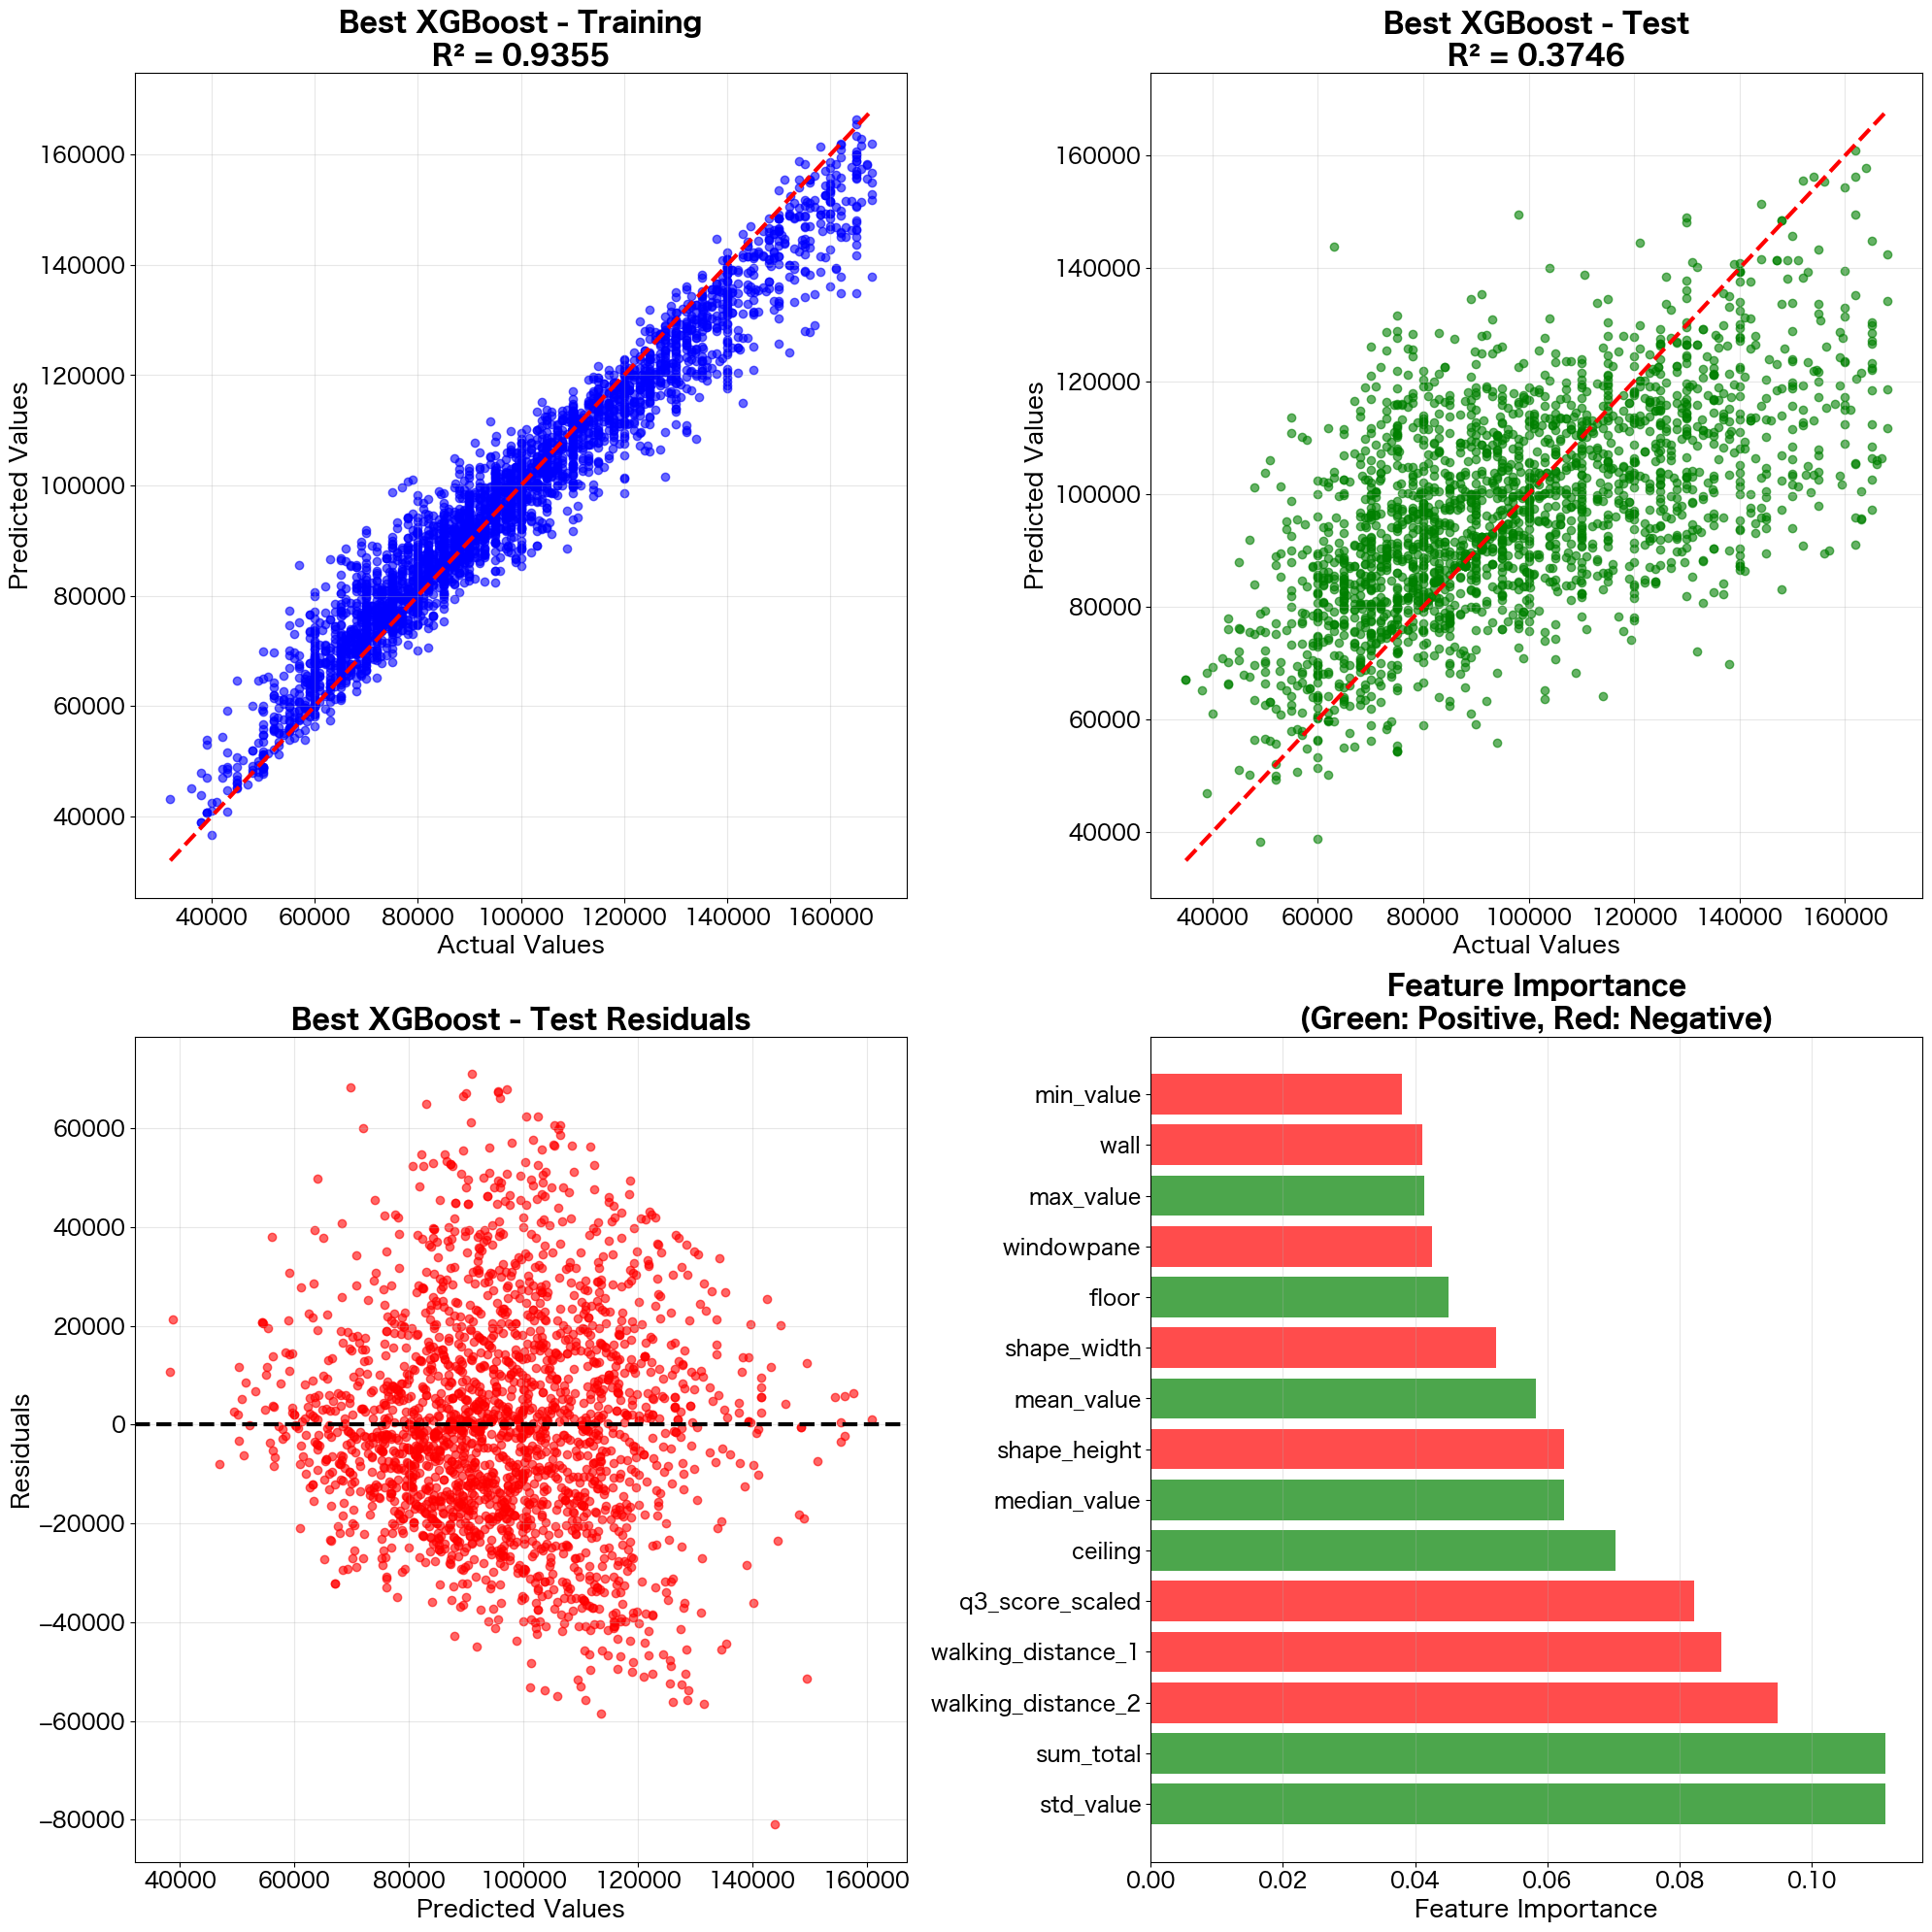 Best XGBoost - Training
R² = 0.9355
160000
140000
120000
100000
80000
60000
40000
Predicted Values
40000 60000 80000 100000 120000 140000 160000
Actual Values
Best XGBoost - Test
R² = 0.3746
160000
140000
120000
100000
80000
60000
40000
Predicted Values
40000 60000 80000 100000 120000 140000 160000
Actual Values
Best XGBoost - Test Residuals
60000
40000
20000
0
−20000
−40000
−60000
−80000
Residuals
40000 60000 80000 100000 120000 140000 160000
Predicted Values
Feature Importance
(Green: Positive, Red: Negative)
min_value
wall
max_value
windowpane
floor
shape_width
mean_value
shape_height
median_value
ceiling
q3_score_scaled
walking_distance_1
walking_distance_2
sum_total
std_value
0.00 0.02 0.04 0.06 0.08 0.10
Feature Importance